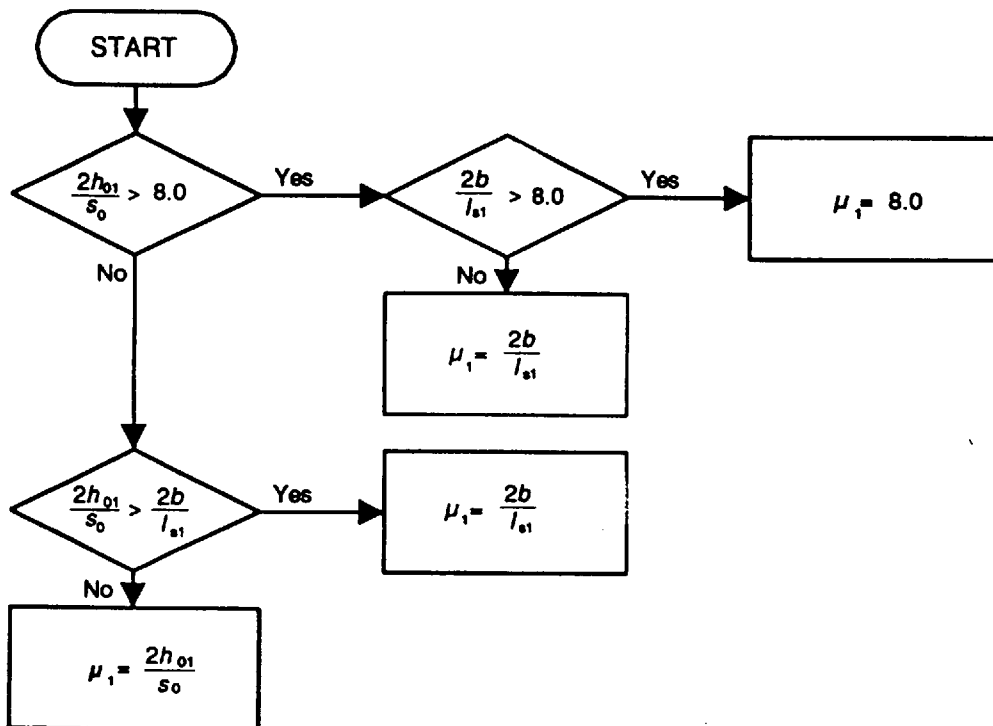 START
2h₀₁/s₀ > 8.0
Yes
2b/lₛ₁ > 8.0
Yes
μ₁= 8.0
No
No
μ₁= 2b/lₛ₁
2h₀₁/s₀ > 2b/lₛ₁
Yes
μ₁= 2b/lₛ₁
No
μ₁= 2h₀₁/s₀